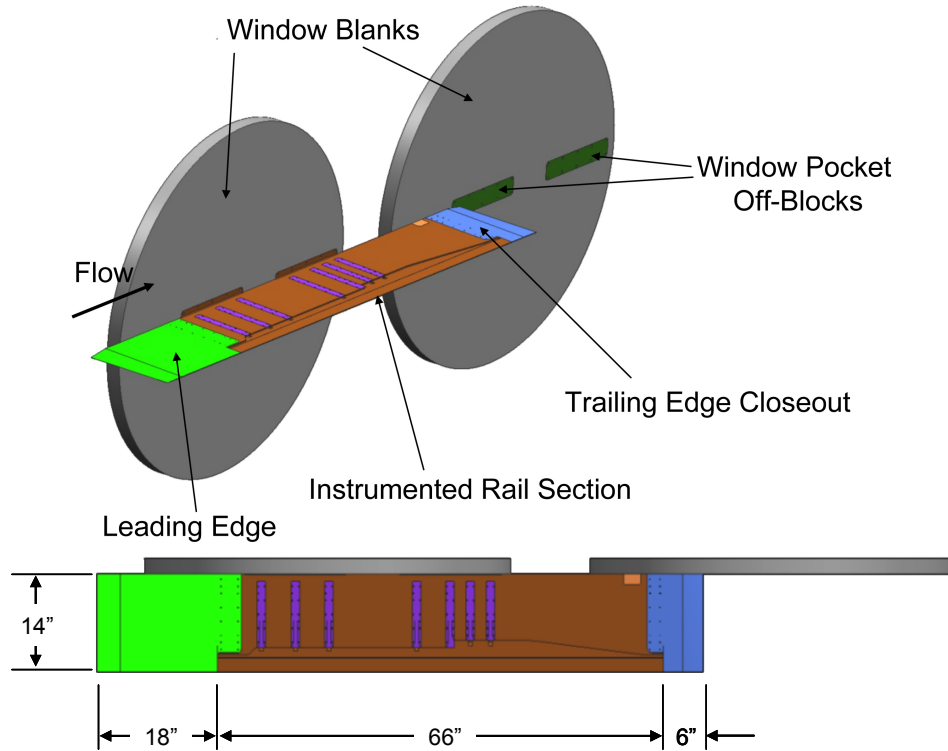 Window Blanks
Window Pocket
Off-Blocks
Flow
Trailing Edge Closeout
Instrumented Rail Section
Leading Edge
14”
18”
66”
6”